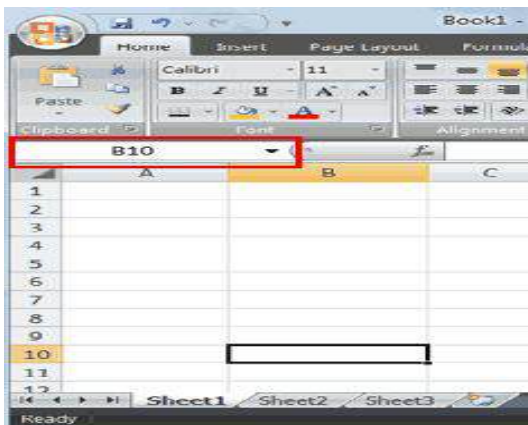 Book1 -
Home Insert Page Layout Formul
Calibri 11
Paste B I U A A
A
Clipboard Font Alignment
B10 fx
A B C
1
2
3
4
5
6
7
8
9
10
11
12
Sheet1 Sheet2 Sheet3
Ready